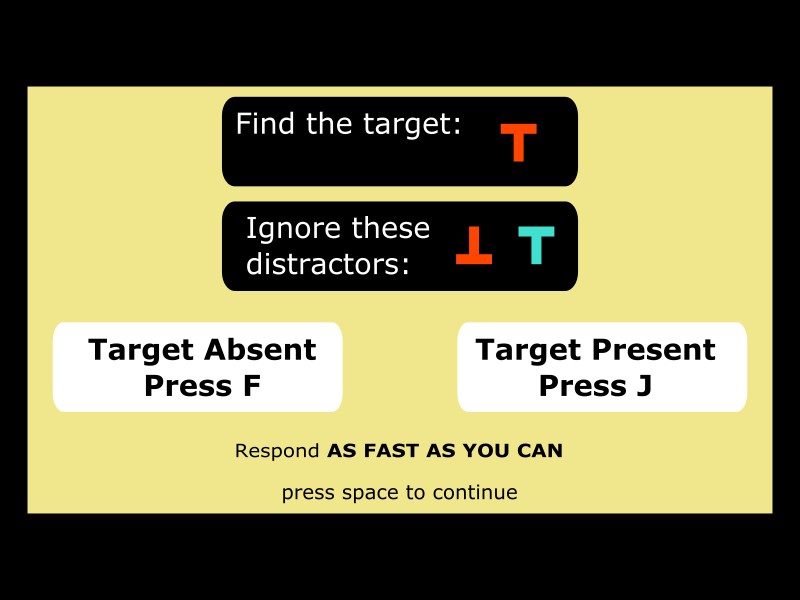 Find the target: T
Ignore these
distractors: ⊥ T
Target Absent
Press F
Target Present
Press J
Respond AS FAST AS YOU CAN
press space to continue